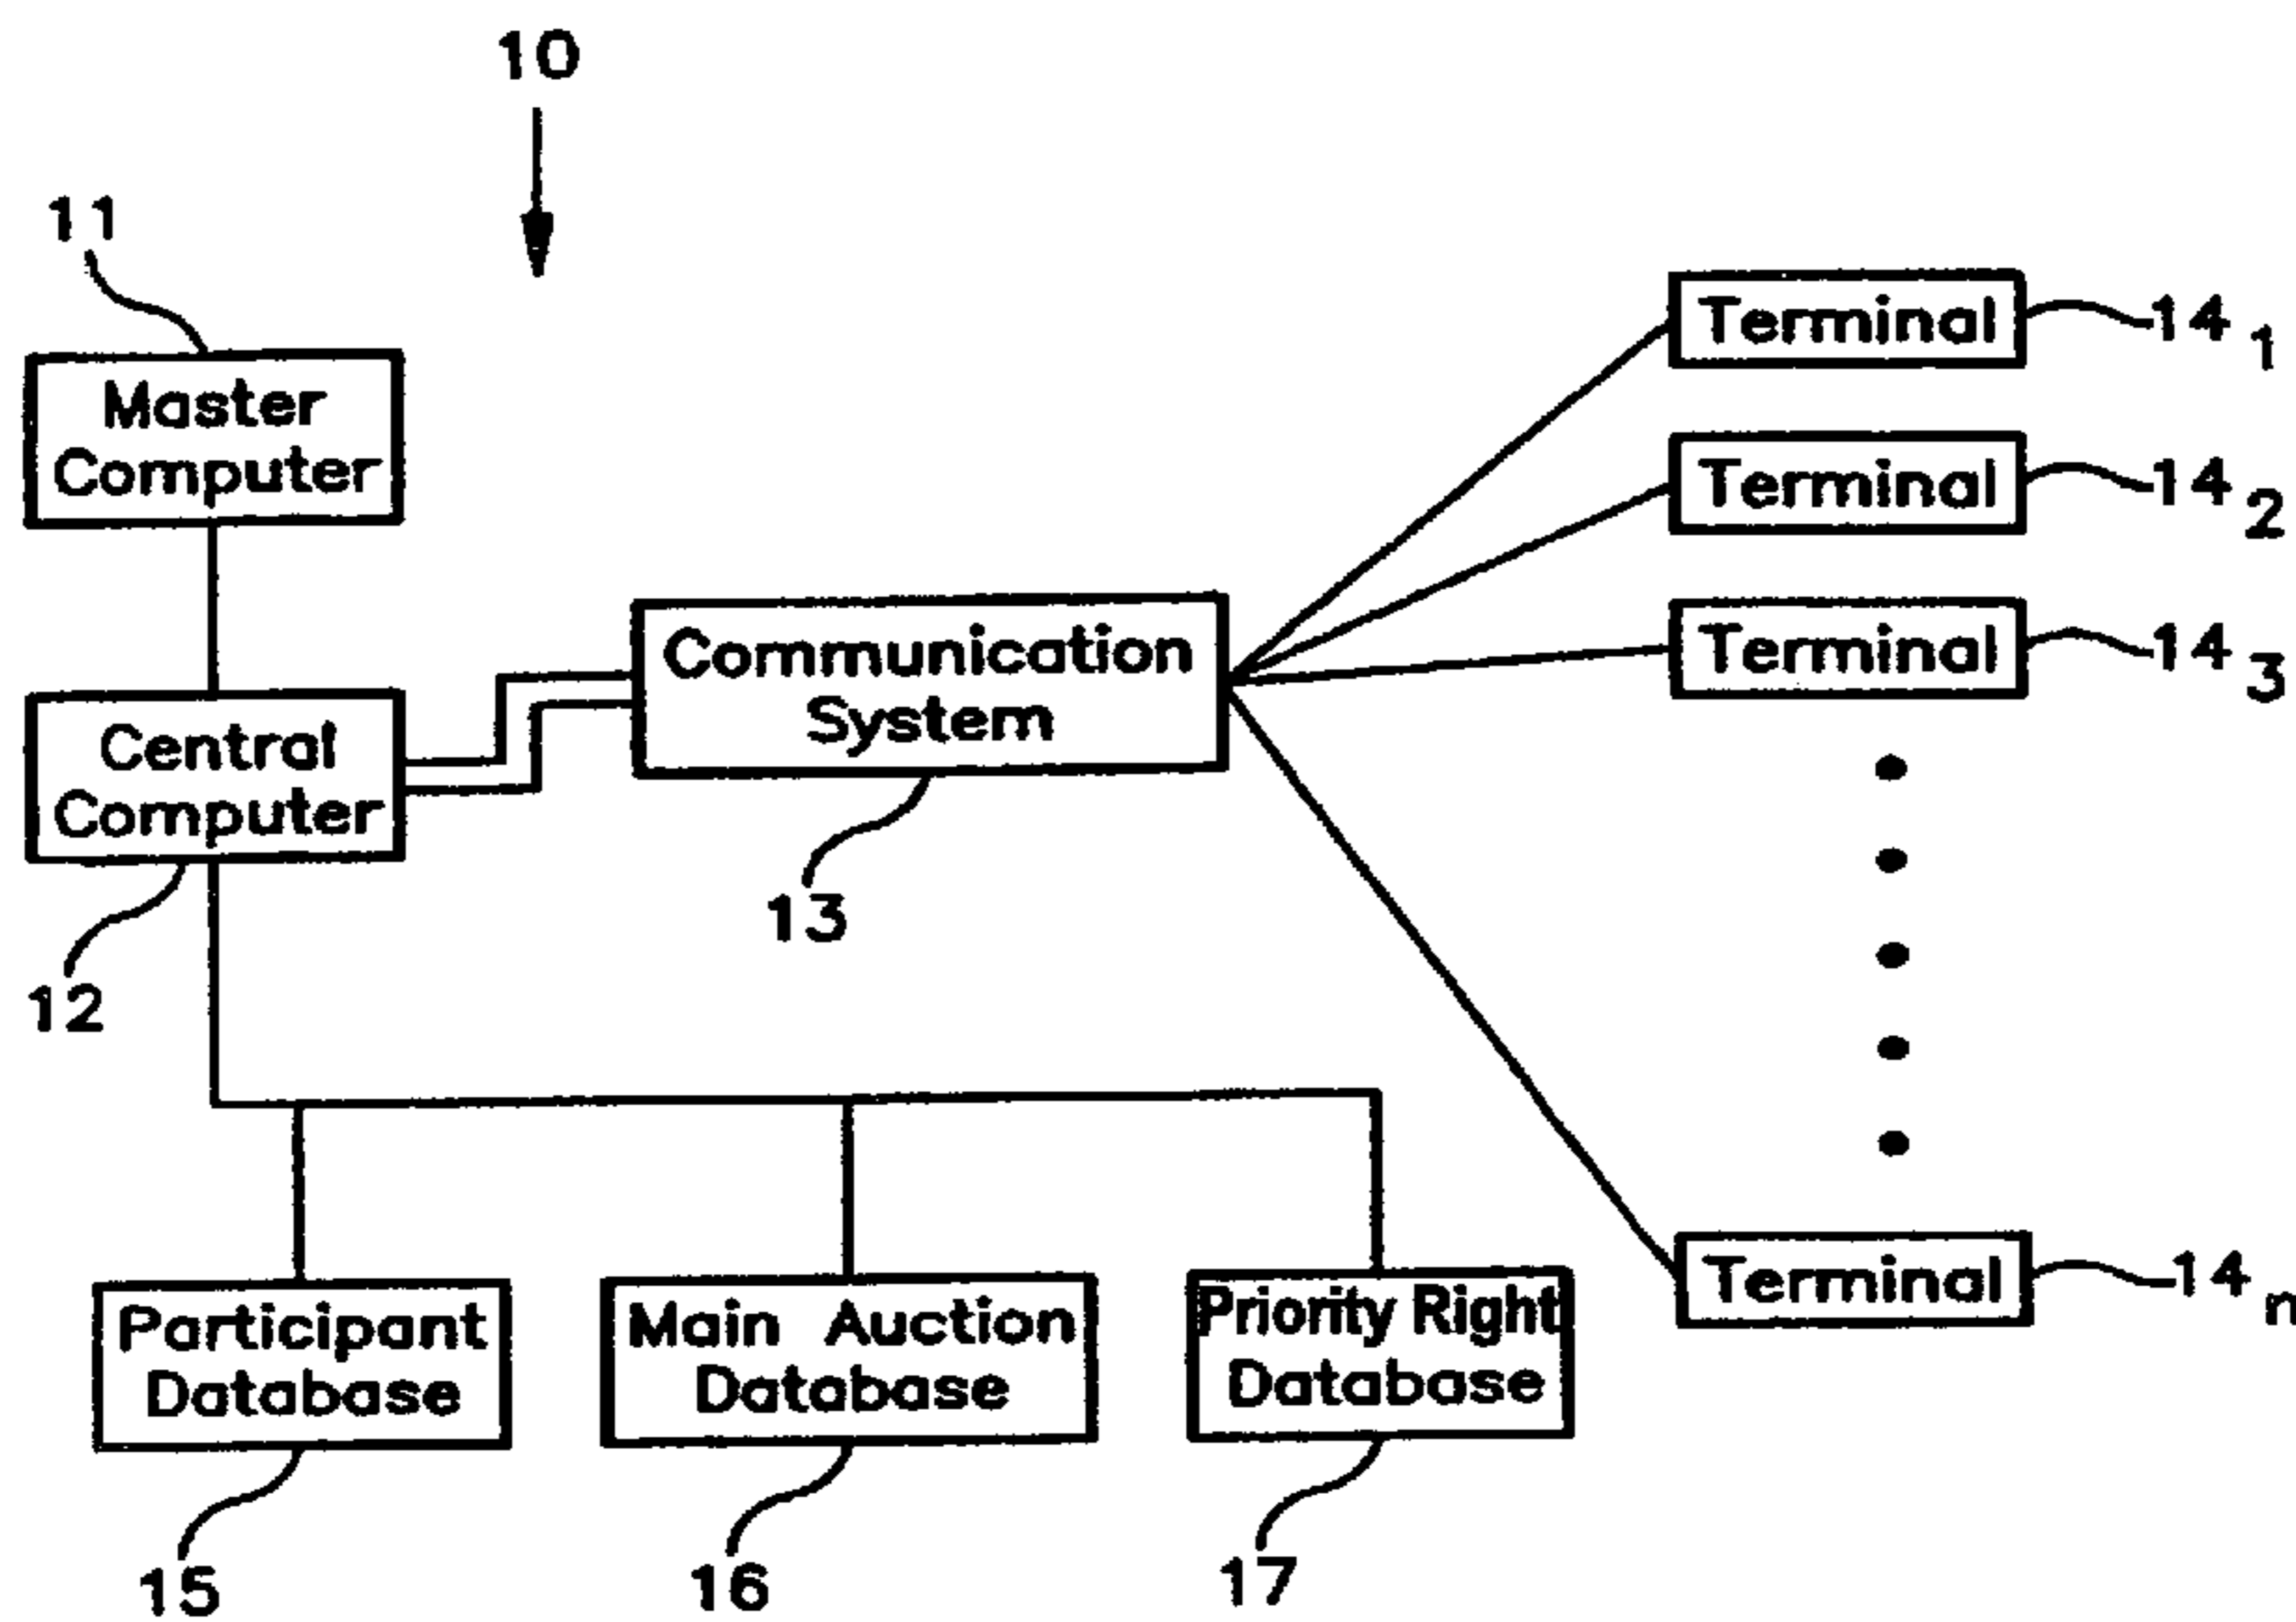 10
11
Master
Computer
Terminal 14 1
Terminal 14 2
Terminal 14 3
Communication
System
Central
Computer
13
12
Terminal 14 n
Participant
Database
Main Auction
Database
Priority Right
Database
15
16
17